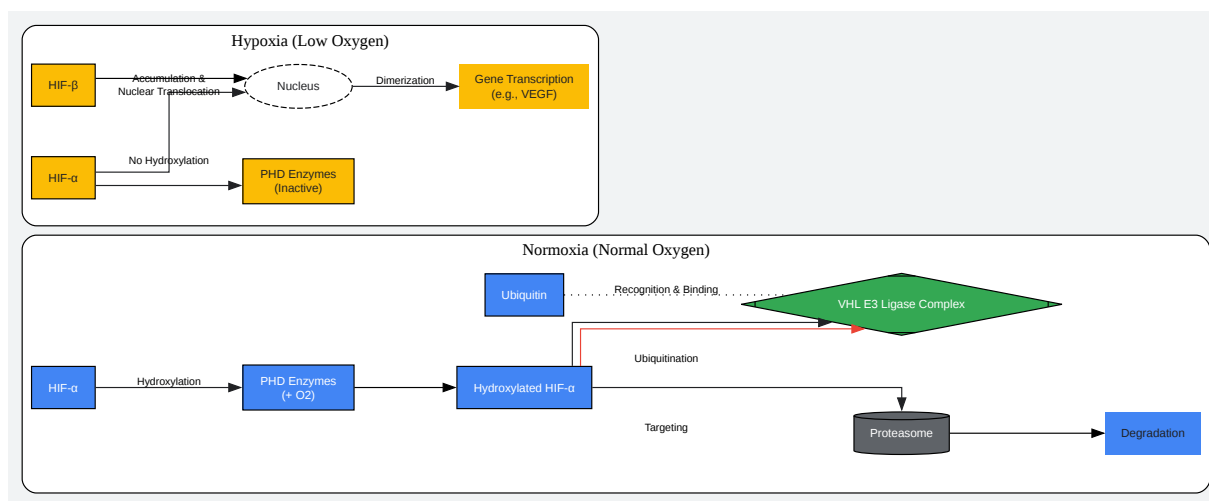 Hypoxia (Low Oxygen)
HIF-β
Accumulation &
Nuclear Translocation
Nucleus
Dimerization
Gene Transcription
(e.g., VEGF)
HIF-α
No Hydroxylation
PHD Enzymes
(Inactive)
Normoxia (Normal Oxygen)
Ubiquitin
Recognition & Binding
VHL E3 Ligase Complex
Ubiquitination
HIF-α
Hydroxylation
PHD Enzymes
(+ O2)
Hydroxylated HIF-α
Targeting
Proteasome
Degradation